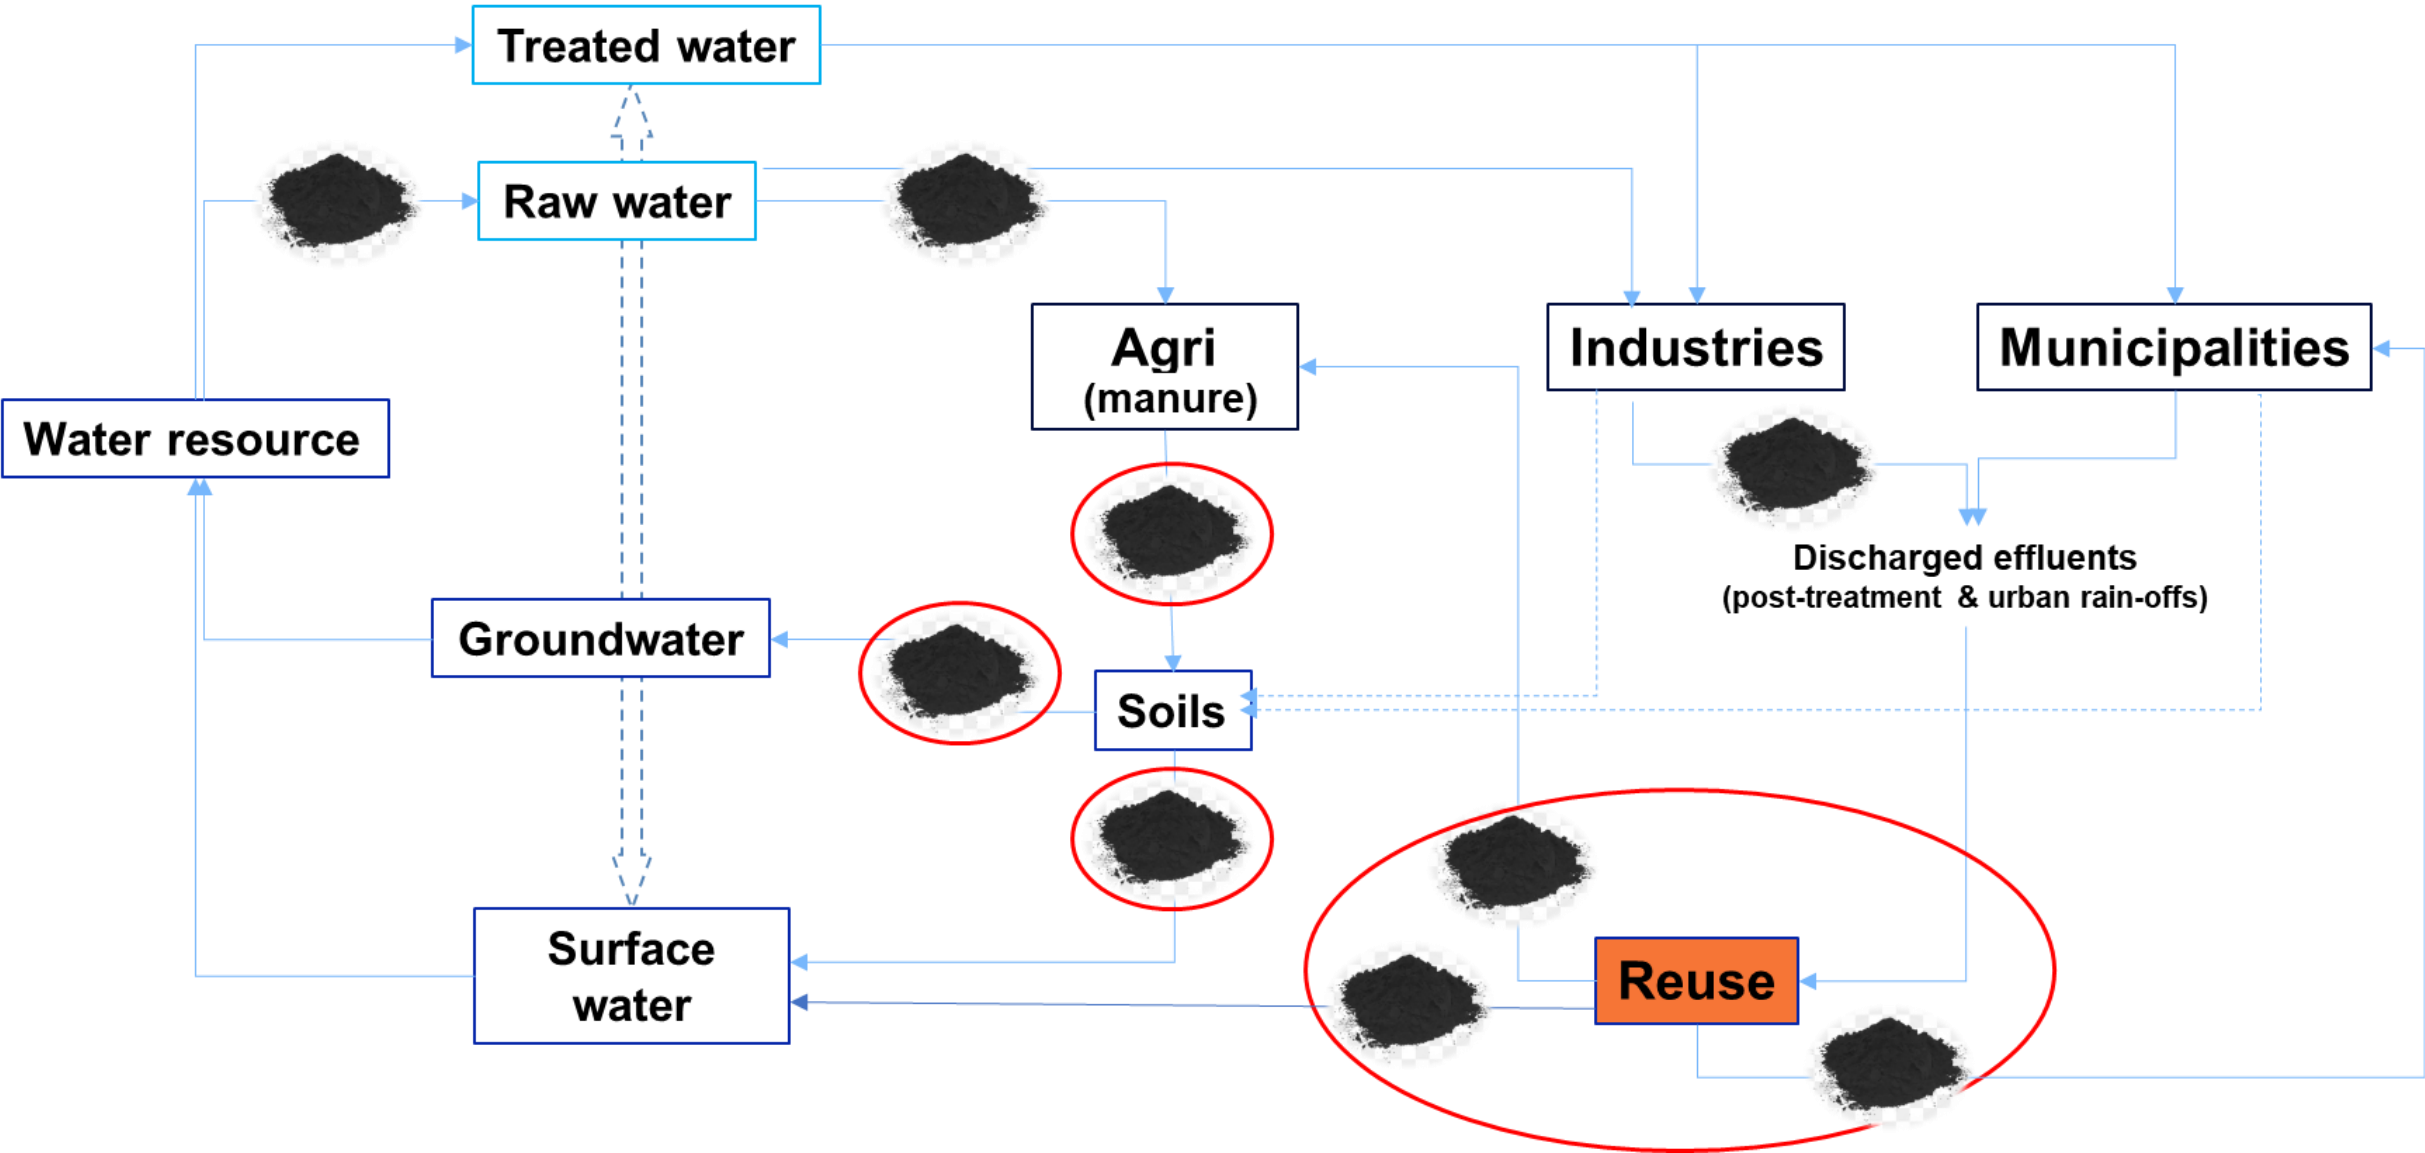 Treated water
Raw water
Agri
(manure)
Industries
Municipalities
Water resource
Discharged effluents
(post-treatment & urban rain-offs)
Groundwater
Soils
Surface
water
Reuse